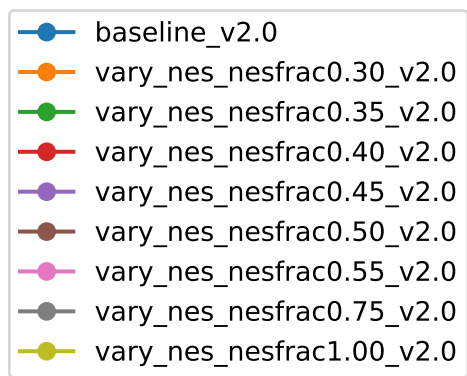 baseline_v2.0
vary_nes_nesfrac0.30_v2.0
vary_nes_nesfrac0.35_v2.0
vary_nes_nesfrac0.40_v2.0
vary_nes_nesfrac0.45_v2.0
vary_nes_nesfrac0.50_v2.0
vary_nes_nesfrac0.55_v2.0
vary_nes_nesfrac0.75_v2.0
vary_nes_nesfrac1.00_v2.0